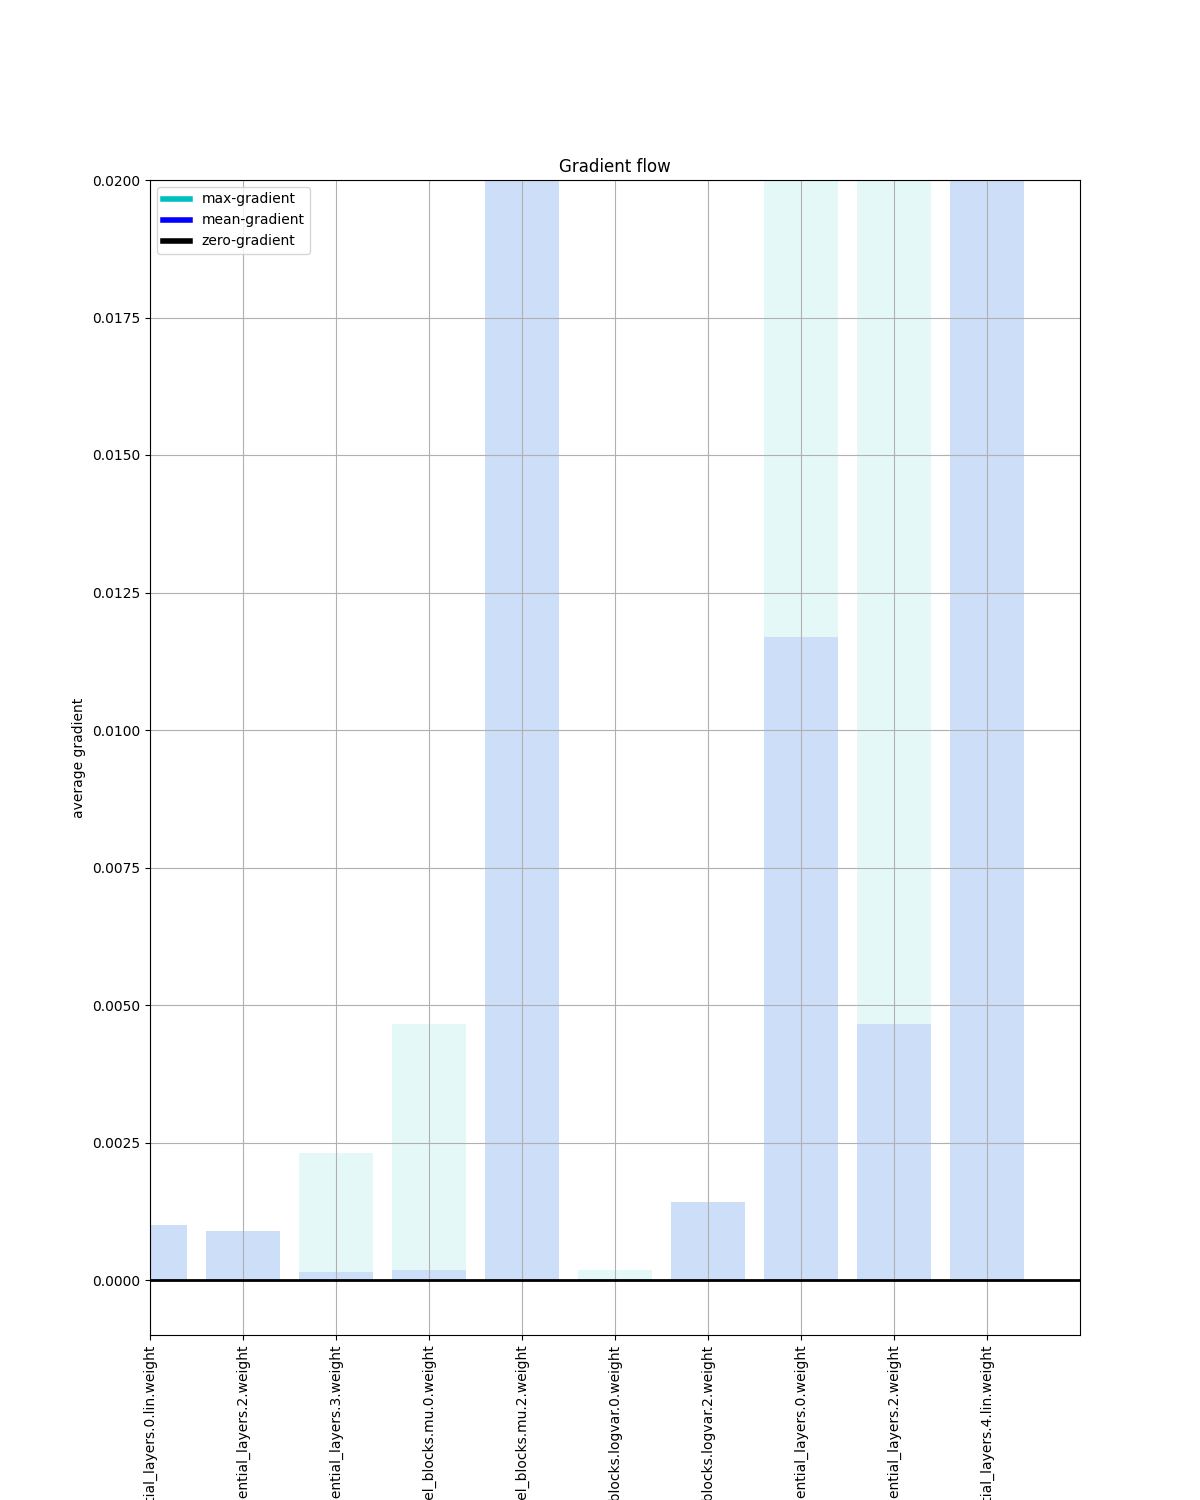 Gradient flow
max-gradient
mean-gradient
zero-gradient
0.0200
0.0175
0.0150
0.0125
0.0100
0.0075
0.0050
0.0025
0.0000
average gradient
tial_layers.0.lin.weight
ential_layers.2.weight
ential_layers.3.weight
el_blocks.mu.0.weight
el_blocks.mu.2.weight
blocks.logvar.0.weight
blocks.logvar.2.weight
ential_layers.0.weight
ential_layers.2.weight
tial_layers.4.lin.weight